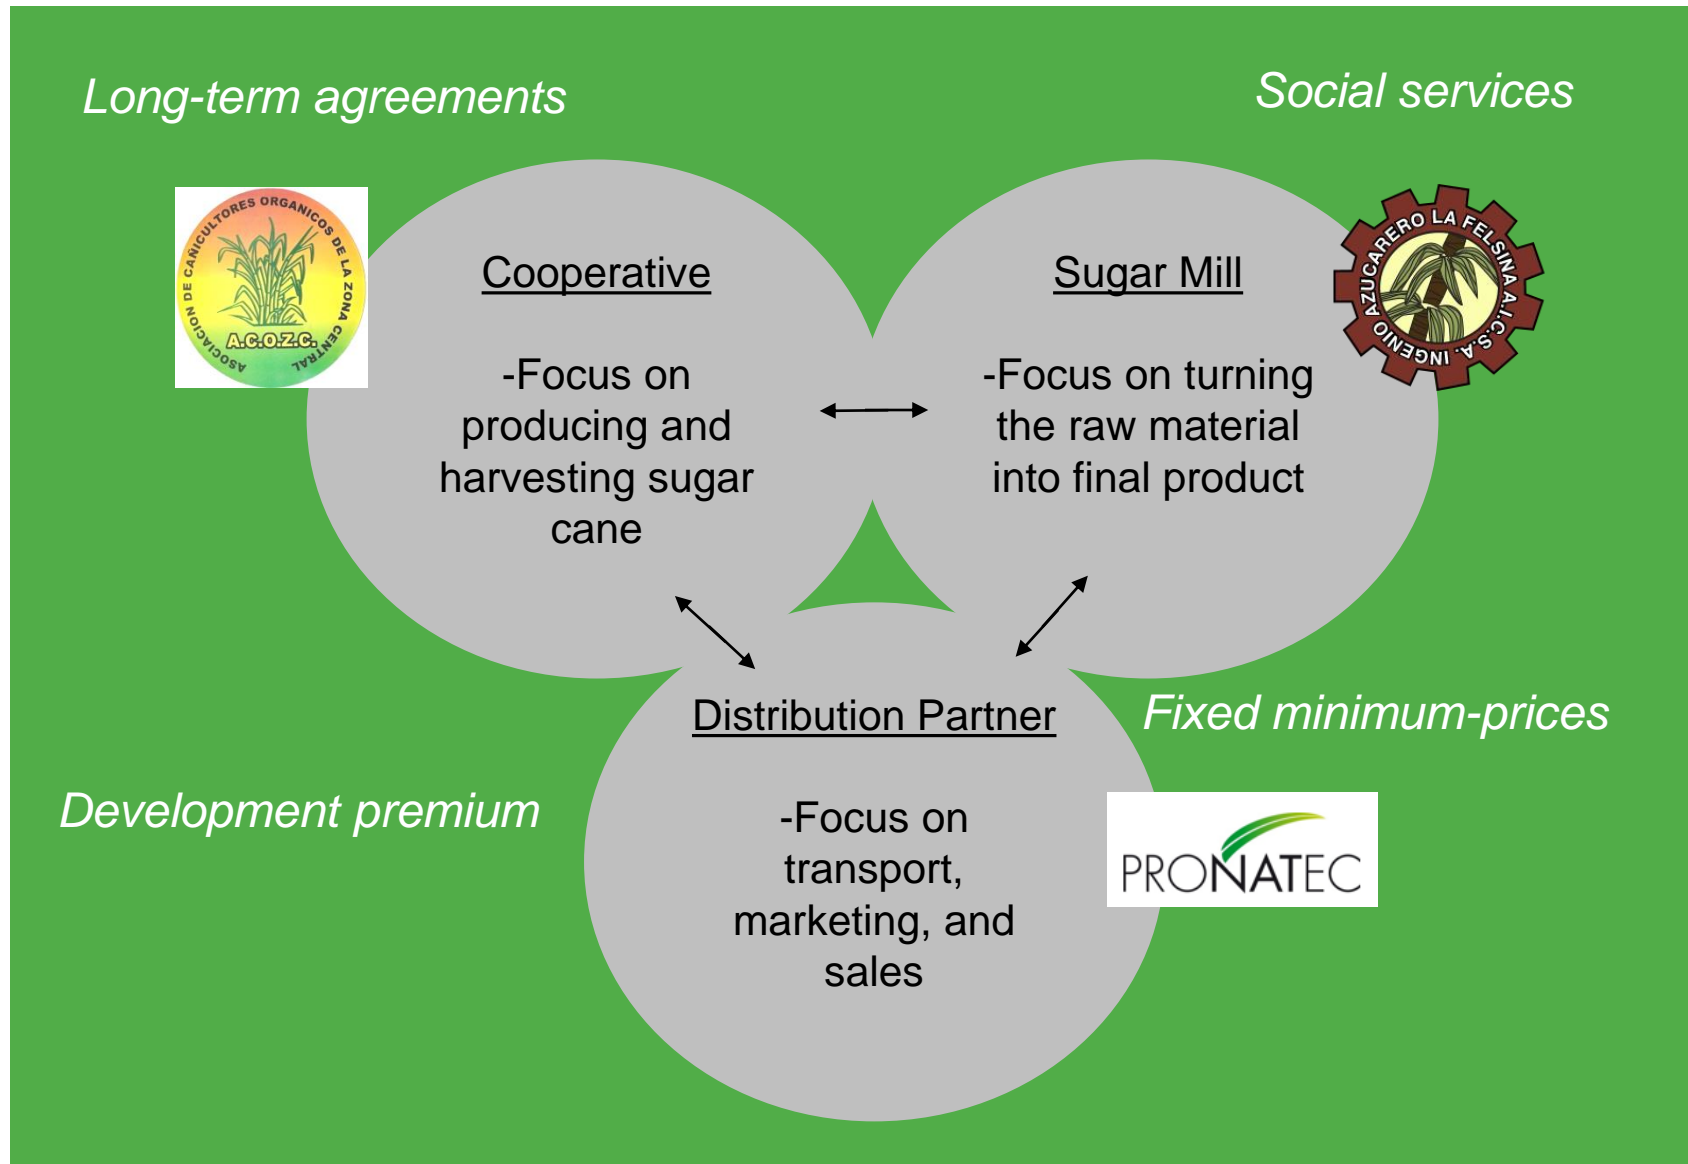 Long-term agreements
Social services
ASOCIACION DE CAÑICULTORES ORGANICOS DE LA ZONA CENTRAL
A.C.O.Z.C.
Cooperative
-Focus on
producing and
harvesting sugar
cane
Sugar Mill
-Focus on turning
the raw material
into final product
INGENIO AZUCARERO LA FELSINA A.I.C.S.A.
Distribution Partner
-Focus on
transport,
marketing, and
sales
Fixed minimum-prices
Development premium
PRONATEC